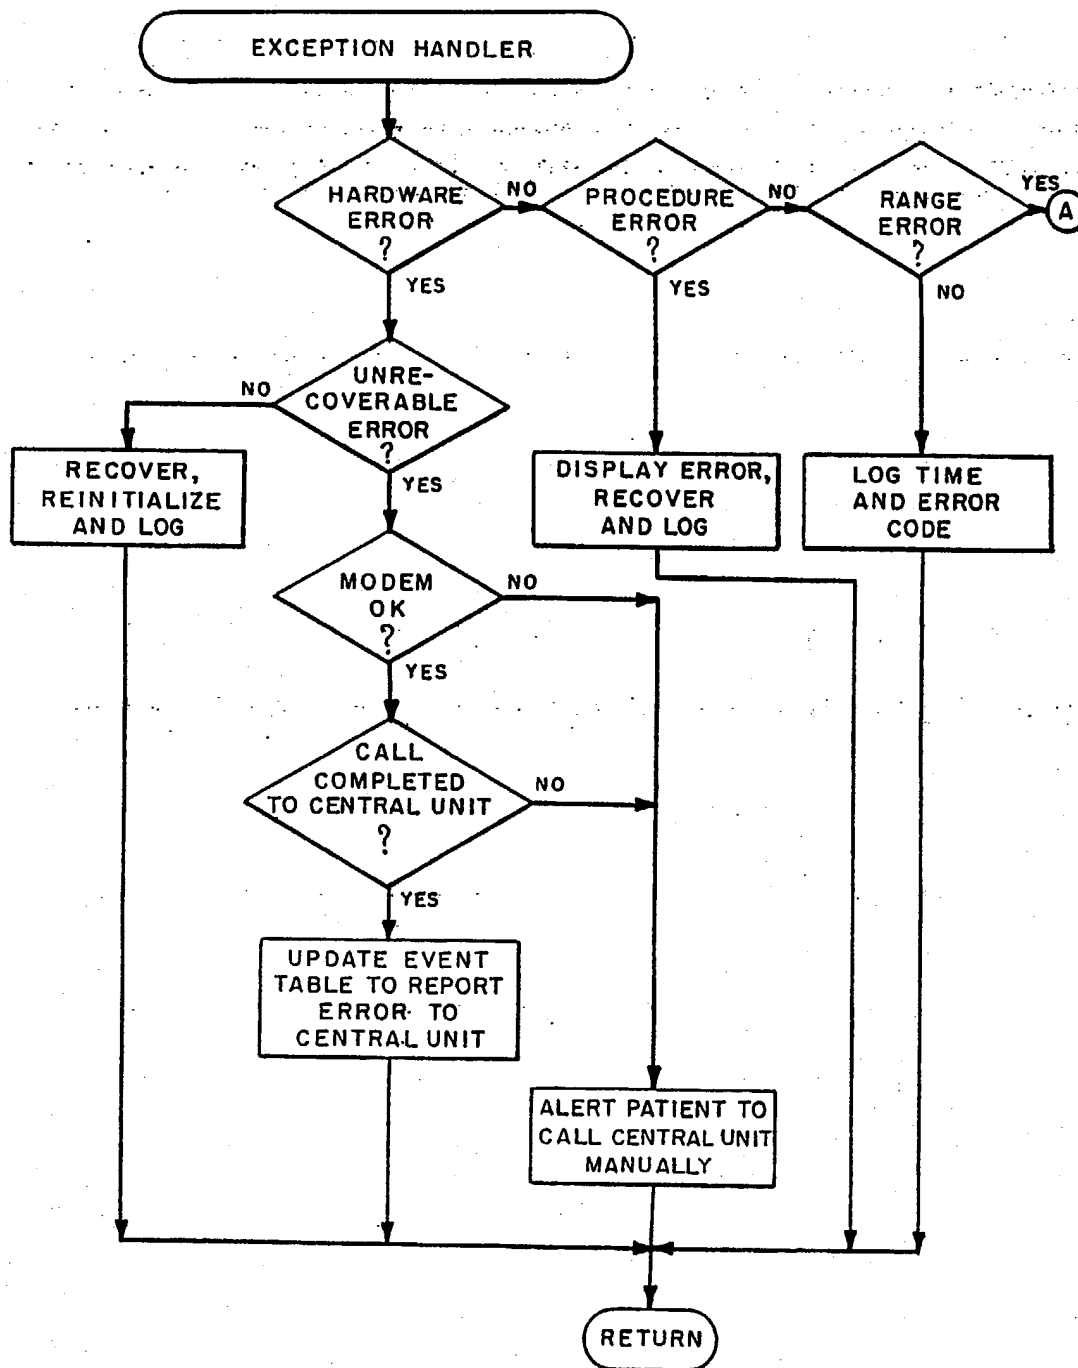 EXCEPTION HANDLER
HARDWARE
ERROR
?
NO
YES
PROCEDURE
ERROR
?
NO
YES
RANGE
ERROR
?
YES
A
NO
UNRE-
COVERABLE
ERROR
?
NO
YES
RECOVER,
REINITIALIZE
AND LOG
DISPLAY ERROR,
RECOVER
AND LOG
LOG TIME
AND ERROR
CODE
MODEM
OK
?
NO
YES
CALL
COMPLETED
TO CENTRAL UNIT
?
NO
YES
UPDATE EVENT
TABLE TO REPORT
ERROR TO
CENTRAL UNIT
ALERT PATIENT TO
CALL CENTRAL UNIT
MANUALLY
RETURN